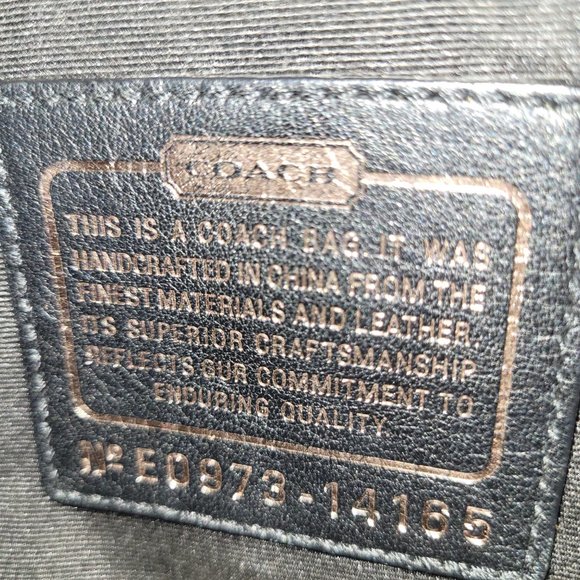 COACH
THIS IS A COACH BAG. IT WAS
HANDCRAFTED IN CHINA FROM THE
FINEST MATERIALS AND LEATHER.
ITS SUPERIOR CRAFTSMANSHIP
REFLECTS OUR COMMITMENT TO
ENDURING QUALITY
Nº E0973-14165